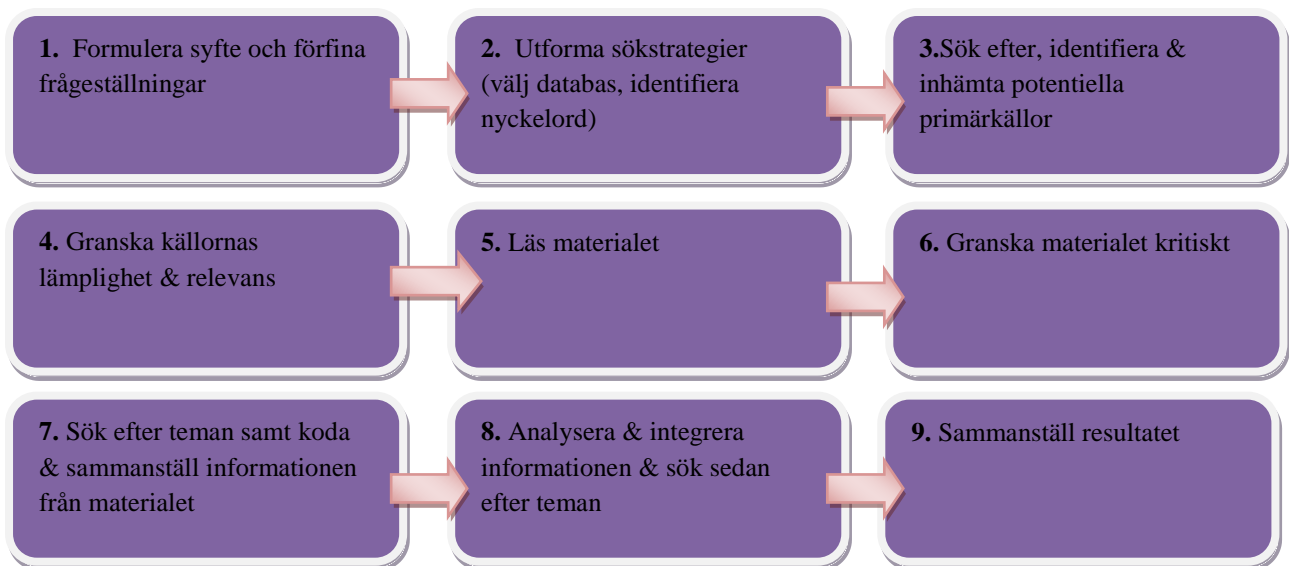 1. Formulera syfte och förfina
frågeställningar
2. Utforma sökstrategier
(välj databas, identifiera
nyckelord)
3.Sök efter, identifiera &
inhämta potentiella
primärkällor
4. Granska källornas
lämplighet & relevans
5. Läs materialet
6. Granska materialet kritiskt
7. Sök efter teman samt koda
& sammanställ informationen
från materialet
8. Analysera & integrera
informationen & sök sedan
efter teman
9. Sammanställ resultatet